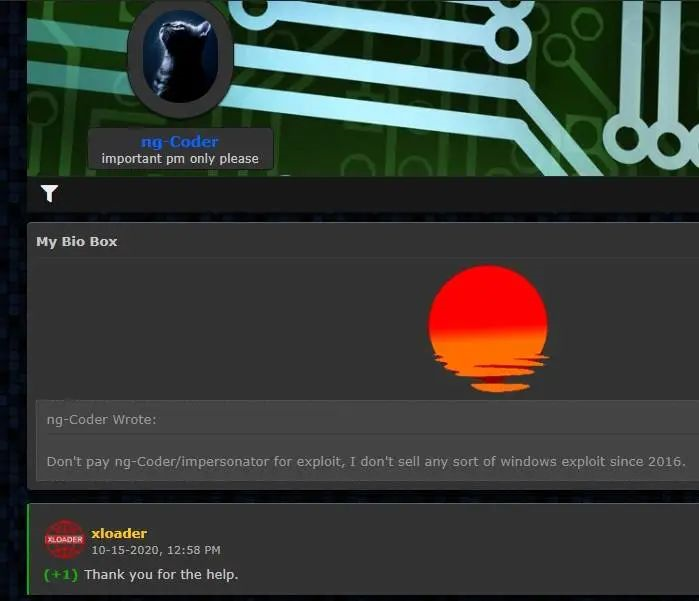 ng-Coder
important pm only please
My Bio Box
ng-Coder Wrote:
Don't pay ng-Coder/impersonator for exploit, I don't sell any sort of windows exploit since 2016.
XLOADER
xloader
10-15-2020, 12:58 PM
(+1) Thank you for the help.